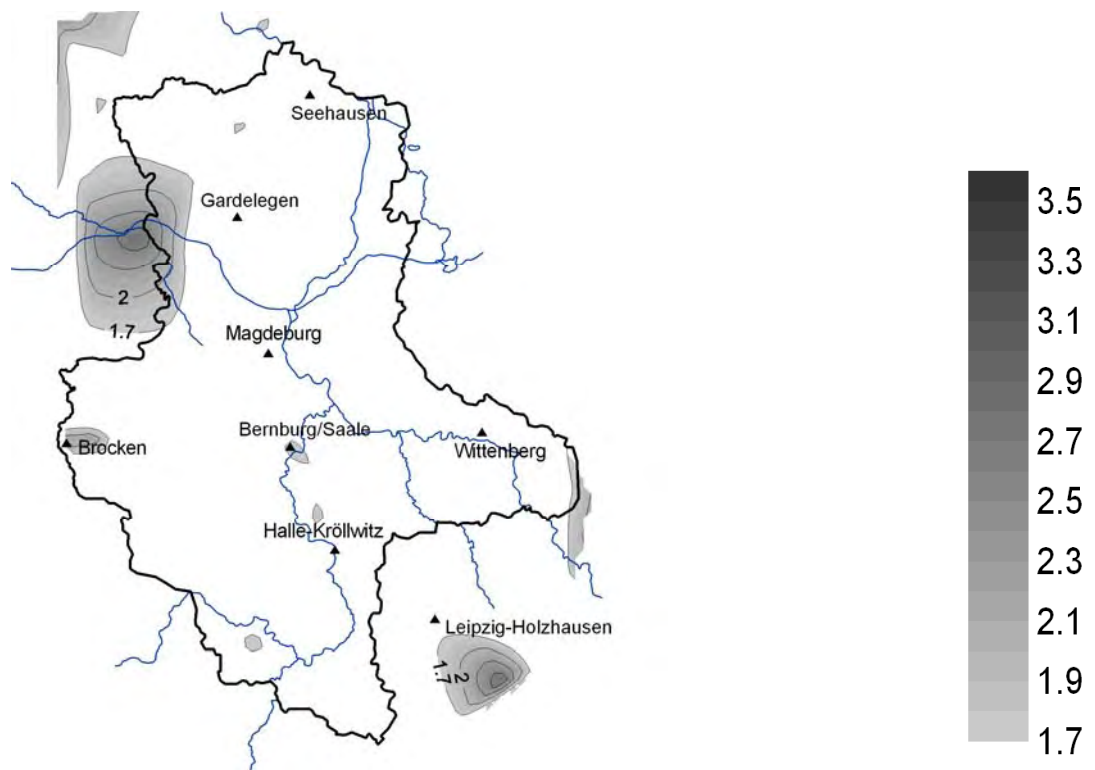 Seehausen
Gardelegen
2
1.7
Magdeburg
Bernburg/Saale
Brocken
Wittenberg
Halle-Kröllwitz
Leipzig-Holzhausen
1.7
2
3.5
3.3
3.1
2.9
2.7
2.5
2.3
2.1
1.9
1.7